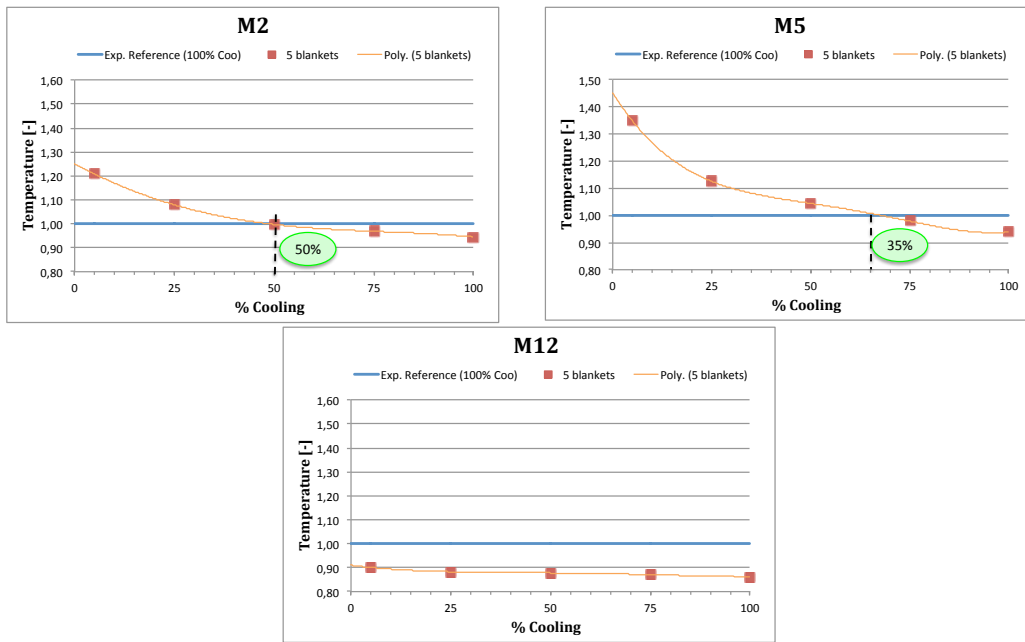 M2
Exp. Reference (100% Coo) 5 blankets Poly. (5 blankets)
1,60
1,50
1,40
1,30
1,20
1,10
1,00
0,90
0,80
Temperature [-]
50%
0 25 50 75 100
% Cooling
M5
Exp. Reference (100% Coo) 5 blankets Poly. (5 blankets)
1,50
1,40
1,30
1,20
1,10
1,00
0,90
0,80
Temperature [-]
35%
0 25 50 75 100
% Cooling
M12
Exp. Reference (100% Coo) 5 blankets Poly. (5 blankets)
1,60
1,50
1,40
1,30
1,20
1,10
1,00
0,90
0,80
Temperature [-]
0 25 50 75 100
% Cooling